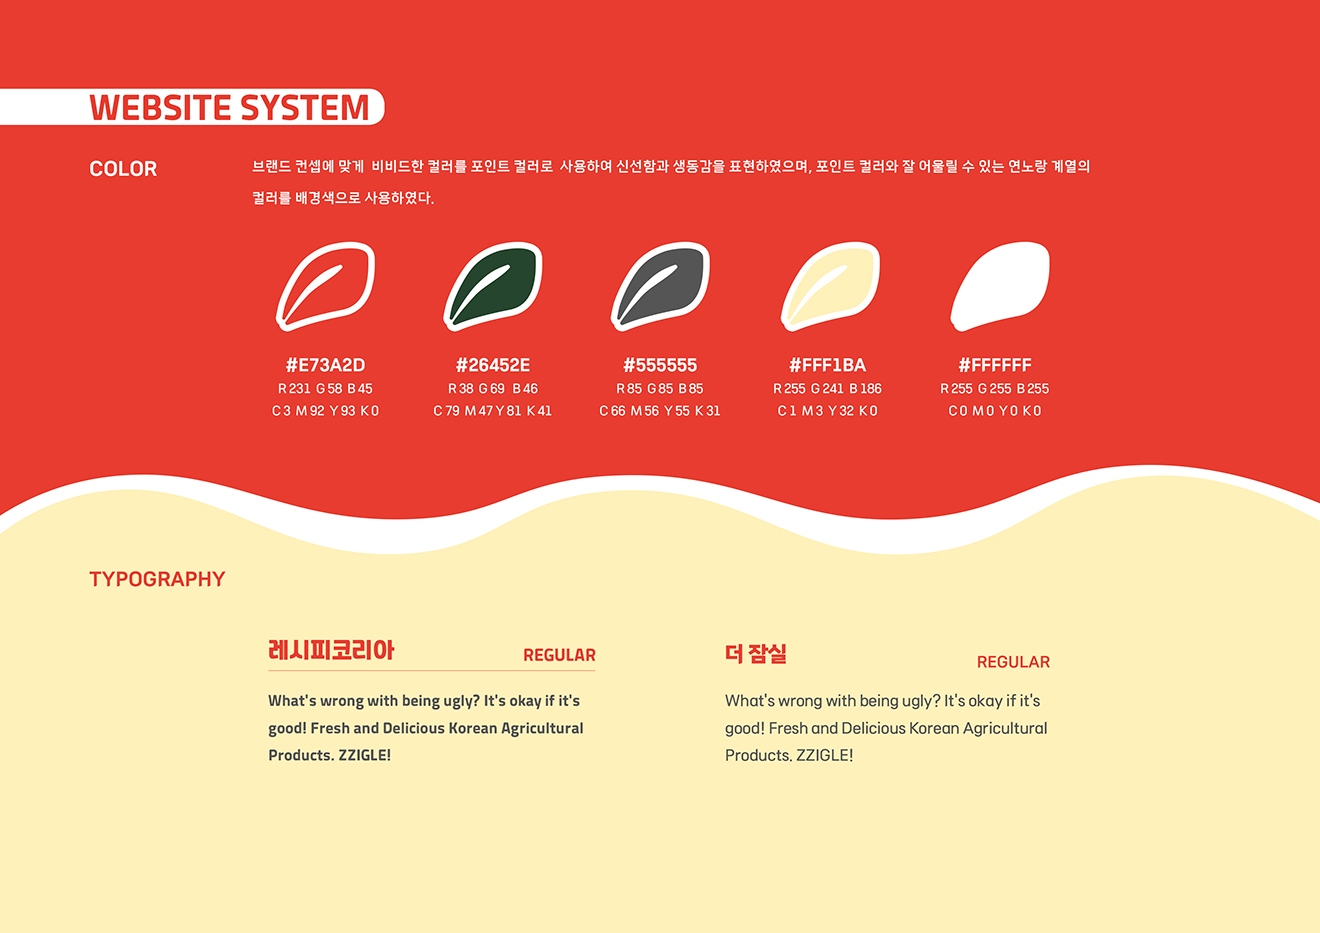 WEBSITE SYSTEM
COLOR
브랜드 컨셉에 맞게 비비드한 컬러를 포인트 컬러로 사용하여 신선함과 생동감을 표현하였으며, 포인트 컬러와 잘 어울릴 수 있는 연노랑 계열의
컬러를 배경색으로 사용하였다.
#E73A2D
R 231 G 58 B 45
C 3 M 92 Y 93 K 0
#26452E
R 38 G 69 B 46
C 79 M 47 Y 81 K 41
#555555
R 85 G 85 B 85
C 66 M 56 Y 55 K 31
#FFF1BA
R 255 G 241 B 186
C 1 M 3 Y 32 K 0
#FFFFFF
R 255 G 255 B 255
C 0 M 0 Y 0 K 0
TYPOGRAPHY
레시피코리아
REGULAR
What's wrong with being ugly? It's okay if it's
good! Fresh and Delicious Korean Agricultural
Products. ZZIGLE!
더 잠실
REGULAR
What's wrong with being ugly? It's okay if it's
good! Fresh and Delicious Korean Agricultural
Products. ZZIGLE!